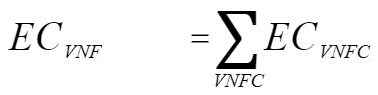 EC_VNF = ∑_VNFC EC_VNFC